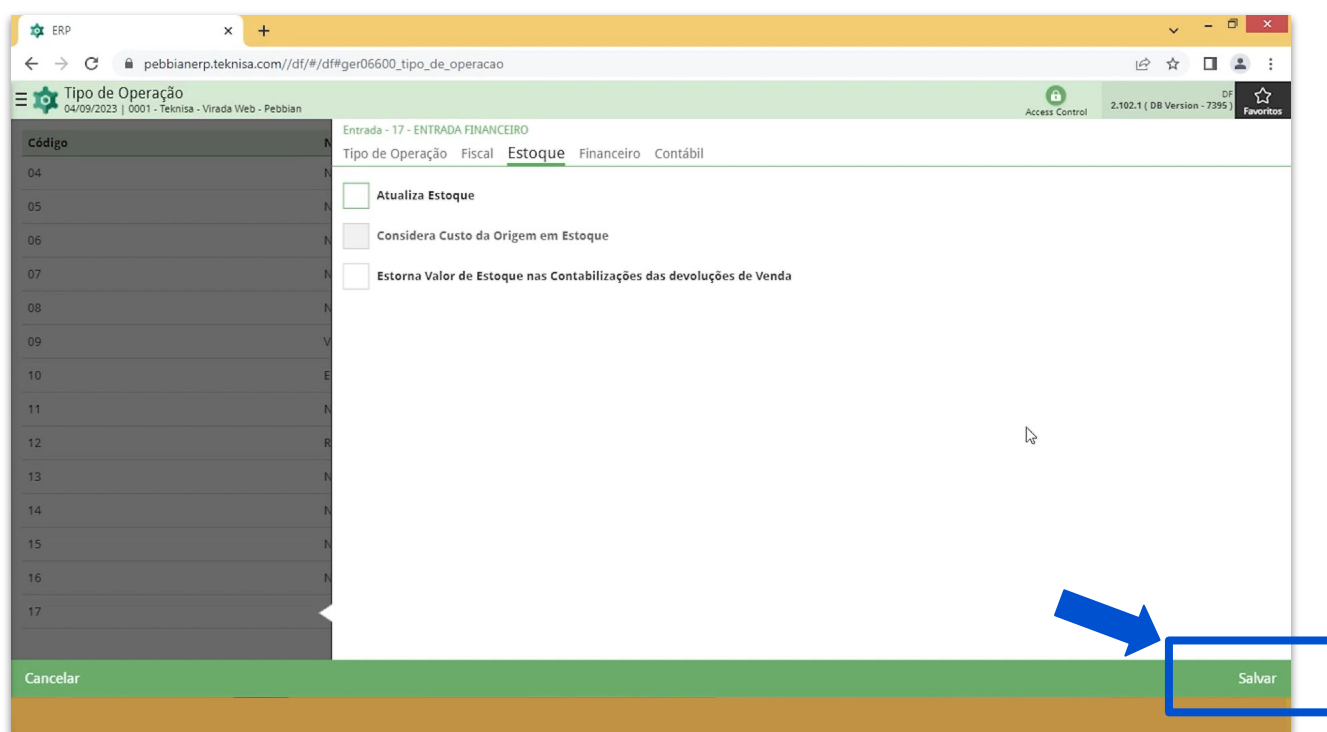 ERP
pebbianerp.teknisa.com//df/#/df#ger06600_tipo_de_operacao
Tipo de Operação
04/09/2023 | 0001 - Teknisa - Virada Web - Pebbian
Access Control
DF
2.102.1 ( DB Version - 7395 )
Favoritos
Entrada - 17 - ENTRADA FINANCEIRO
Tipo de Operação Fiscal Estoque Financeiro Contábil
Código N
04 N
05 N
06 N
07 N
08 N
09 V
10 E
11 N
12 R
13 N
14 N
15 N
16 N
17
Atualiza Estoque
Considera Custo da Origem em Estoque
Estorna Valor de Estoque nas Contabilizações das devoluções de Venda
Cancelar Salvar